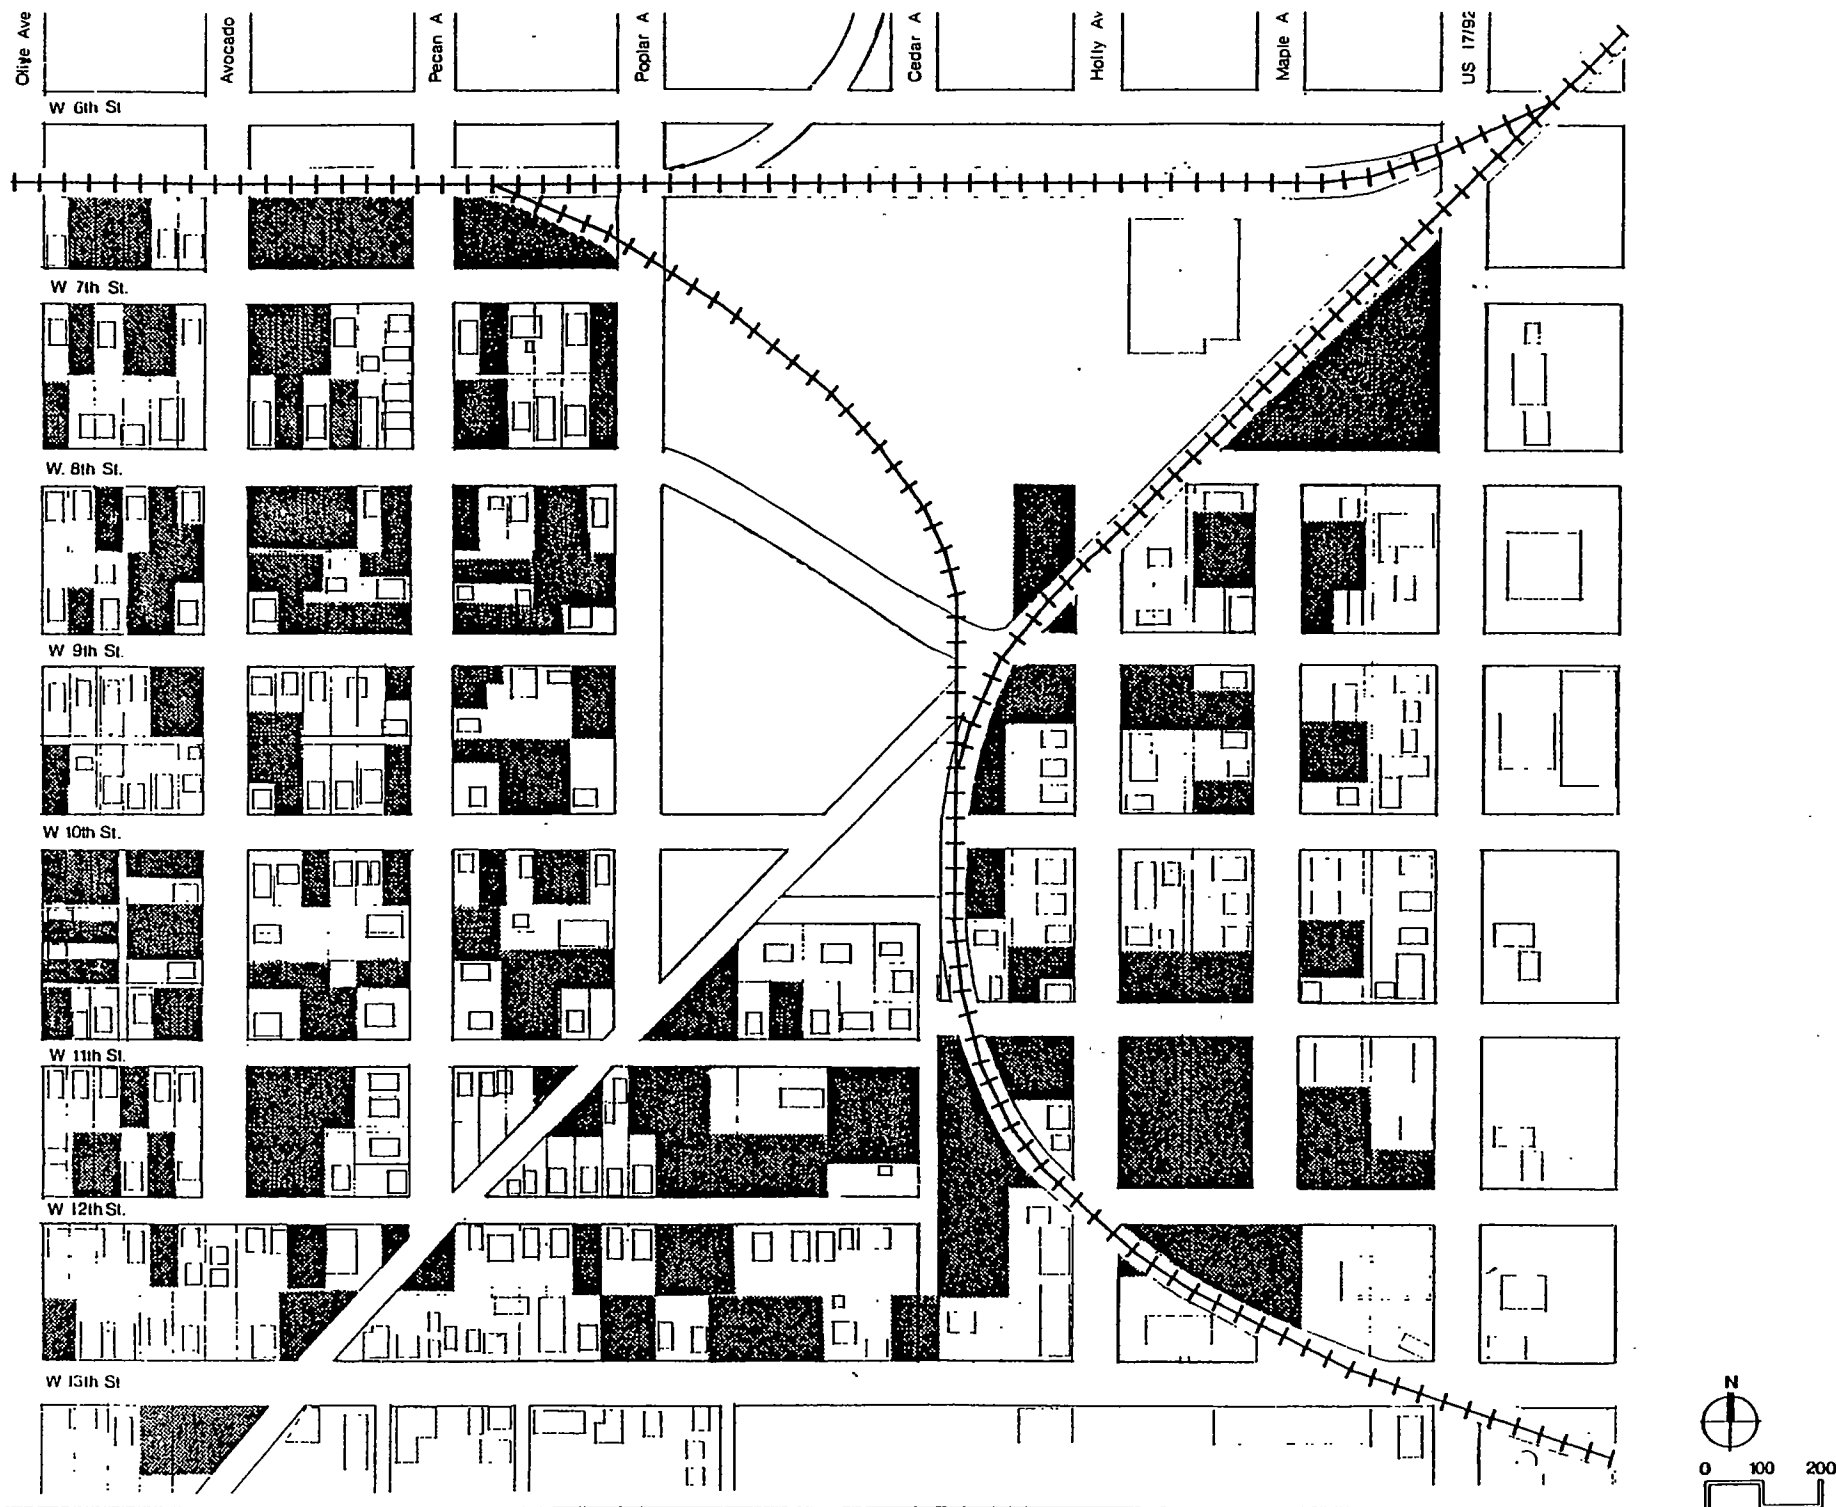 Olive Ave
Avocado
Pecan A
Poplar A
Cedar A
Holly Av
Maple A
US 17/92
W 6th St
W 7th St.
W. 8th St.
W 9th St.
W 10th St.
W 11th St.
W 12th St.
W 13th St
N
0 100 200